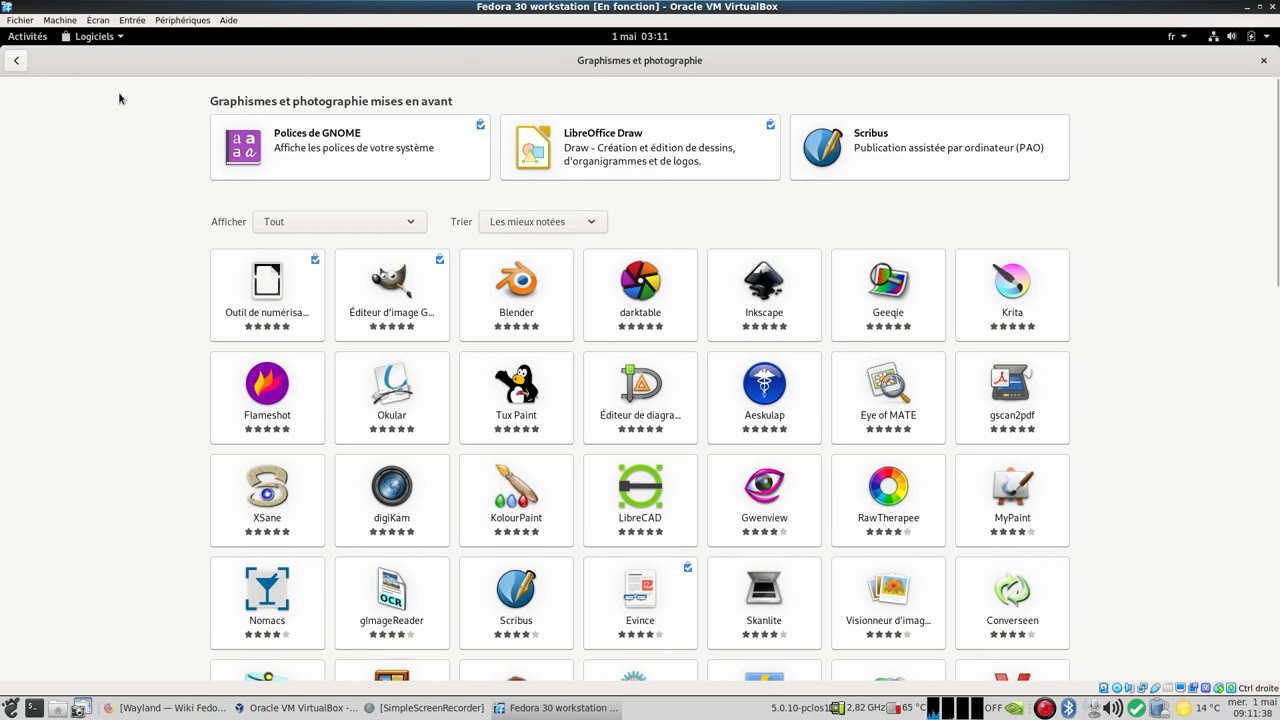 Fedora 30 workstation [En fonction] - Oracle VM VirtualBox
Fichier Machine Écran Entrée Périphériques Aide
Activités Logiciels 1 mai 03:11 fr
Graphismes et photographie
Graphismes et photographie mises en avant
Polices de GNOME
Affiche les polices de votre système
LibreOffice Draw
Draw - Création et édition de dessins,
d'organigrammes et de logos.
Scribus
Publication assistée par ordinateur (PAO)
Afficher Tout Trier Les mieux notées
Outil de numérisa... Éditeur d'image G... Blender darktable Inkscape Geeqie Krita
Flameshot Okular Tux Paint Éditeur de diagra... Aeskulap Eye of MATE gscan2pdf
XSane digiKam KolourPaint LibreCAD Gwenview RawTherapee MyPaint
OCR
Nomacs gImageReader Scribus Evince Skanlite Visionneur d'imag... Converseen
Ctrl droite
[Wayland — Wiki Fedo... Oracle VM VirtualBox -... [SimpleScreenRecorder] Fedora 30 workstation ... 5.0.10-pclos1 2,82 GHz 65 °C OFF 14 °C mer. 1 mai
09:11:38